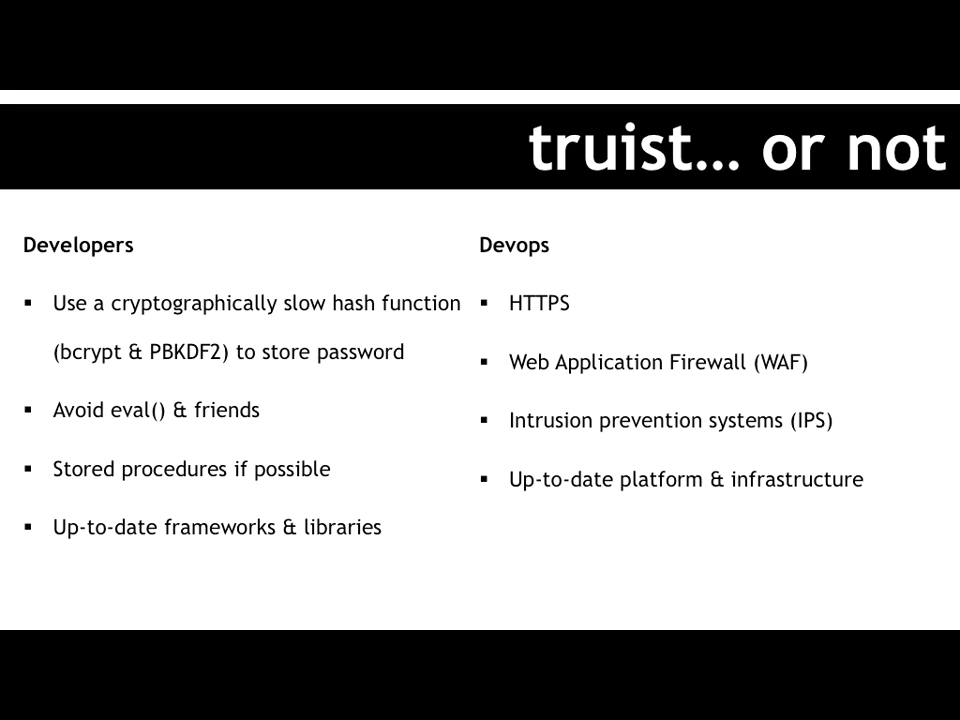 truist… or not
Developers
▪ Use a cryptographically slow hash function
(bcrypt & PBKDF2) to store password
▪ Avoid eval() & friends
▪ Stored procedures if possible
▪ Up-to-date frameworks & libraries
Devops
▪ HTTPS
▪ Web Application Firewall (WAF)
▪ Intrusion prevention systems (IPS)
▪ Up-to-date platform & infrastructure